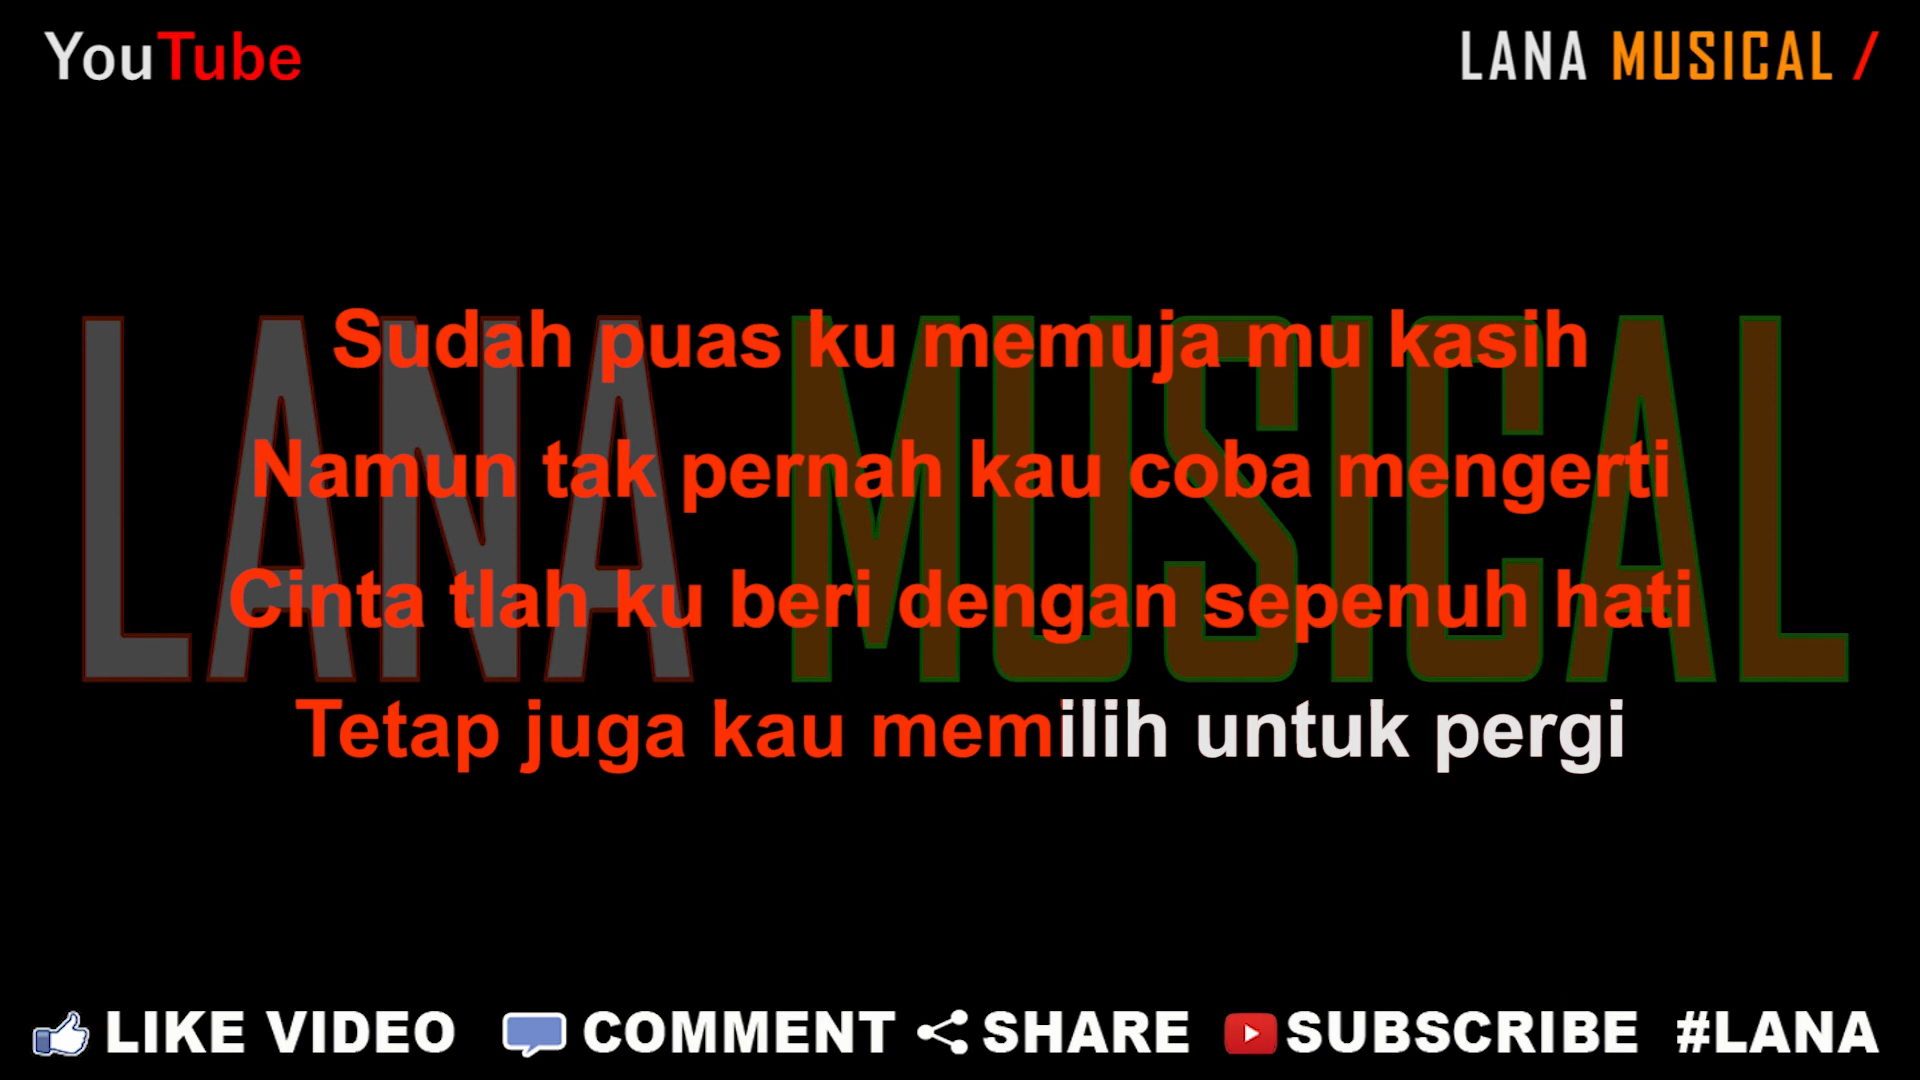 YouTube
LANA MUSICAL /
LANA MUSICAL
Sudah puas ku memuja mu kasih
Namun tak pernah kau coba mengerti
Cinta tlah ku beri dengan sepenuh hati
Tetap juga kau memilih untuk pergi
LIKE VIDEO COMMENT SHARE SUBSCRIBE #LANA